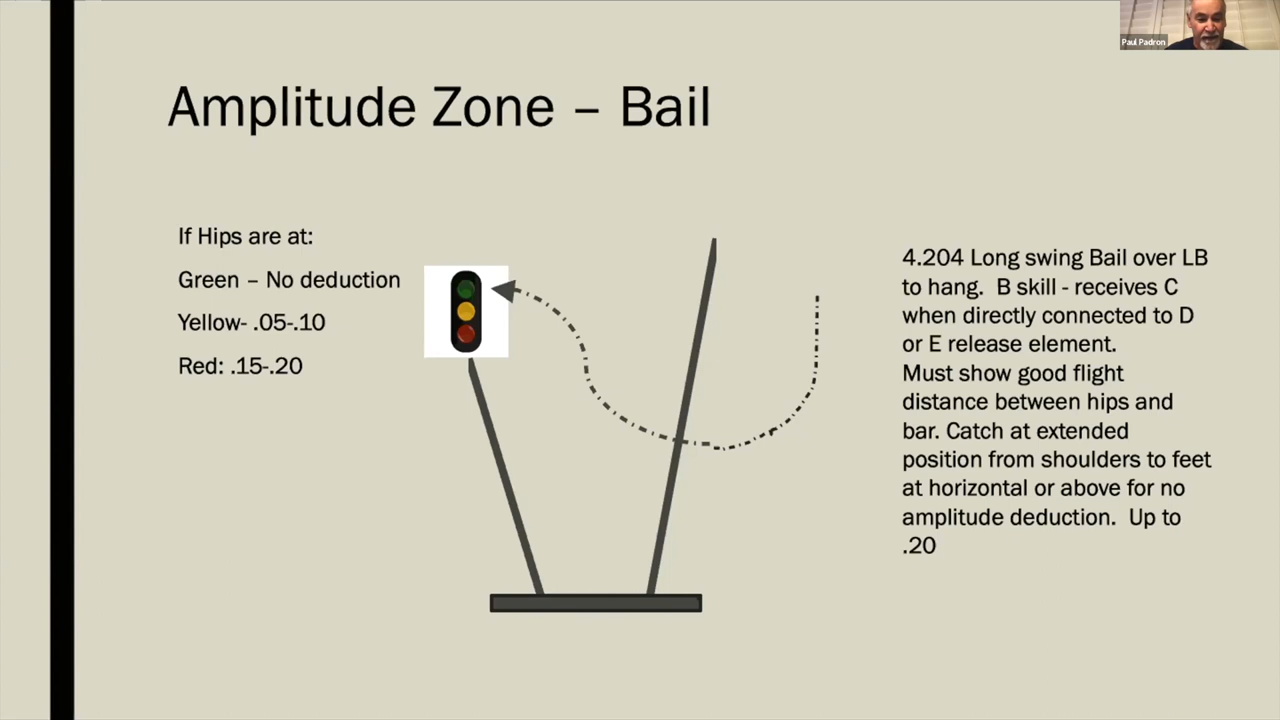 Paul Padron
Amplitude Zone – Bail
If Hips are at:
Green – No deduction
Yellow- .05-.10
Red: .15-.20
4.204 Long swing Bail over LB
to hang.  B skill - receives C
when directly connected to D
or E release element.
Must show good flight
distance between hips and
bar. Catch at extended
position from shoulders to feet
at horizontal or above for no
amplitude deduction.  Up to
.20